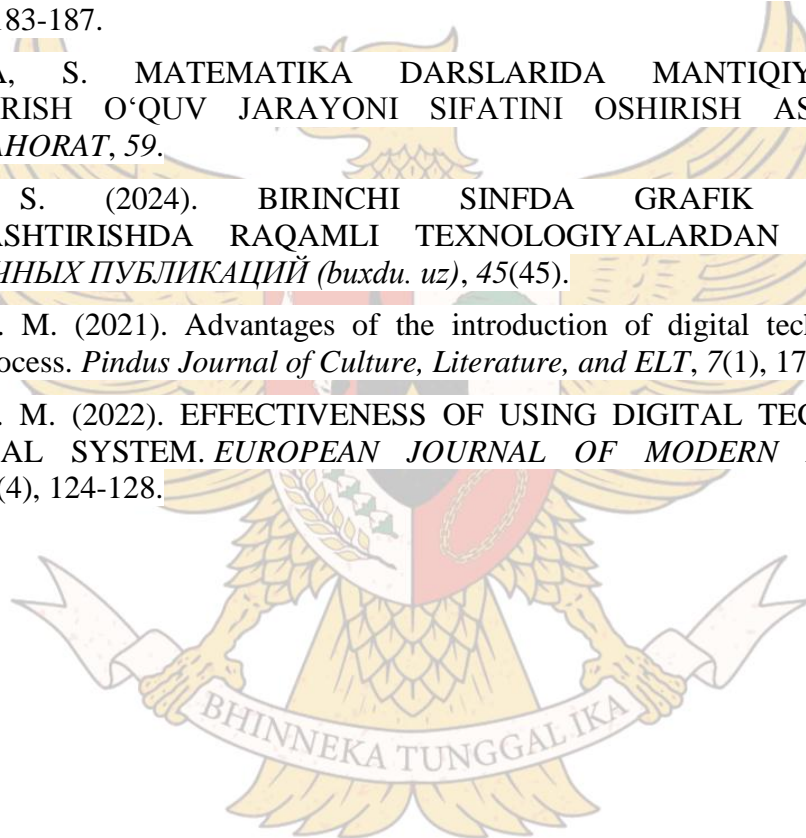 183-187.
A, S. MATEMATIKA DARSLARIDA MANTIQIY
RISH O‘QUV JARAYONI SIFATINI OSHIRISH AS
AHORAT, 59.
S. (2024). BIRINCHI SINFDA GRAFIK
ASHTIRISHDA RAQAMLI TEXNOLOGIYALARDAN
ННЫХ ПУБЛИКАЦИЙ (buxdu. uz), 45(45).
. M. (2021). Advantages of the introduction of digital tech
ocess. Pindus Journal of Culture, Literature, and ELT, 7(1), 17
. M. (2022). EFFECTIVENESS OF USING DIGITAL TEC
AL SYSTEM. EUROPEAN JOURNAL OF MODERN
(4), 124-128.
BHINNEKA TUNGGAL IKA